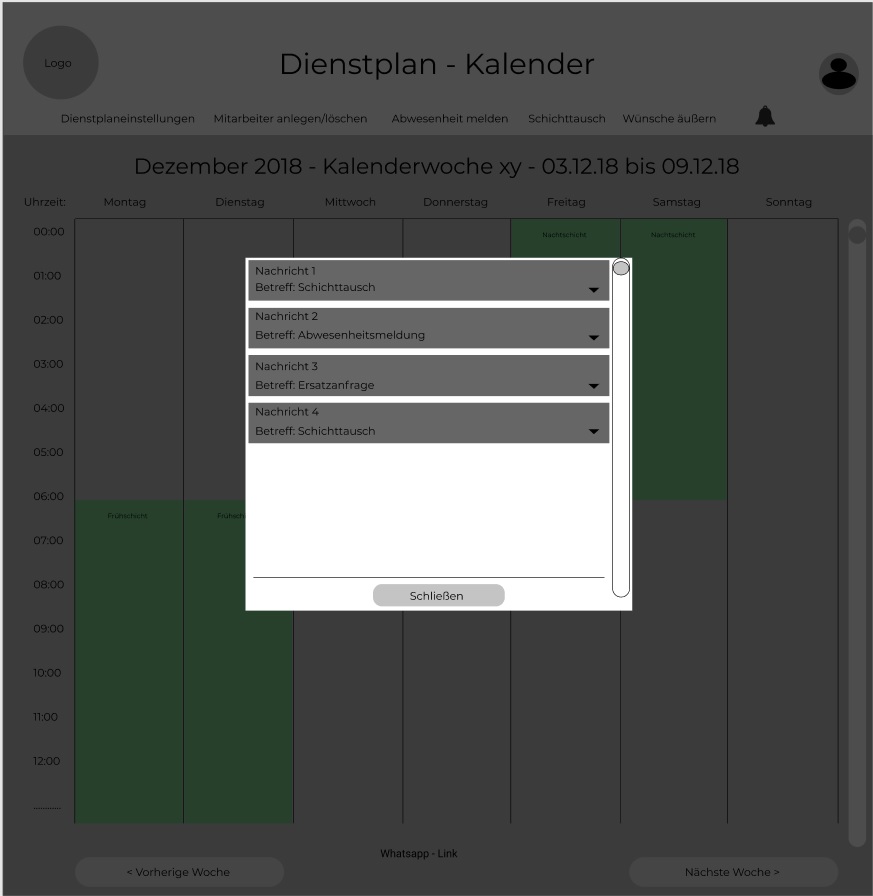 Logo
Dienstplan - Kalender
Dienstplaneinstellungen Mitarbeiter anlegen/löschen Abwesenheit melden Schichttausch Wünsche äußern
Dezember 2018 - Kalenderwoche xy - 03.12.18 bis 09.12.18
Uhrzeit: Montag Dienstag Mittwoch Donnerstag Freitag Samstag Sonntag
00:00
Nachtschicht Nachtschicht
01:00
02:00
03:00
04:00
05:00
06:00
Frühschicht
07:00
08:00
09:00
10:00
11:00
12:00
............
Nachricht 1
Betreff: Schichttausch
Nachricht 2
Betreff: Abwesenheitsmeldung
Nachricht 3
Betreff: Ersatzanfrage
Nachricht 4
Betreff: Schichttausch
Schließen
Whatsapp - Link
< Vorherige Woche Nächste Woche >